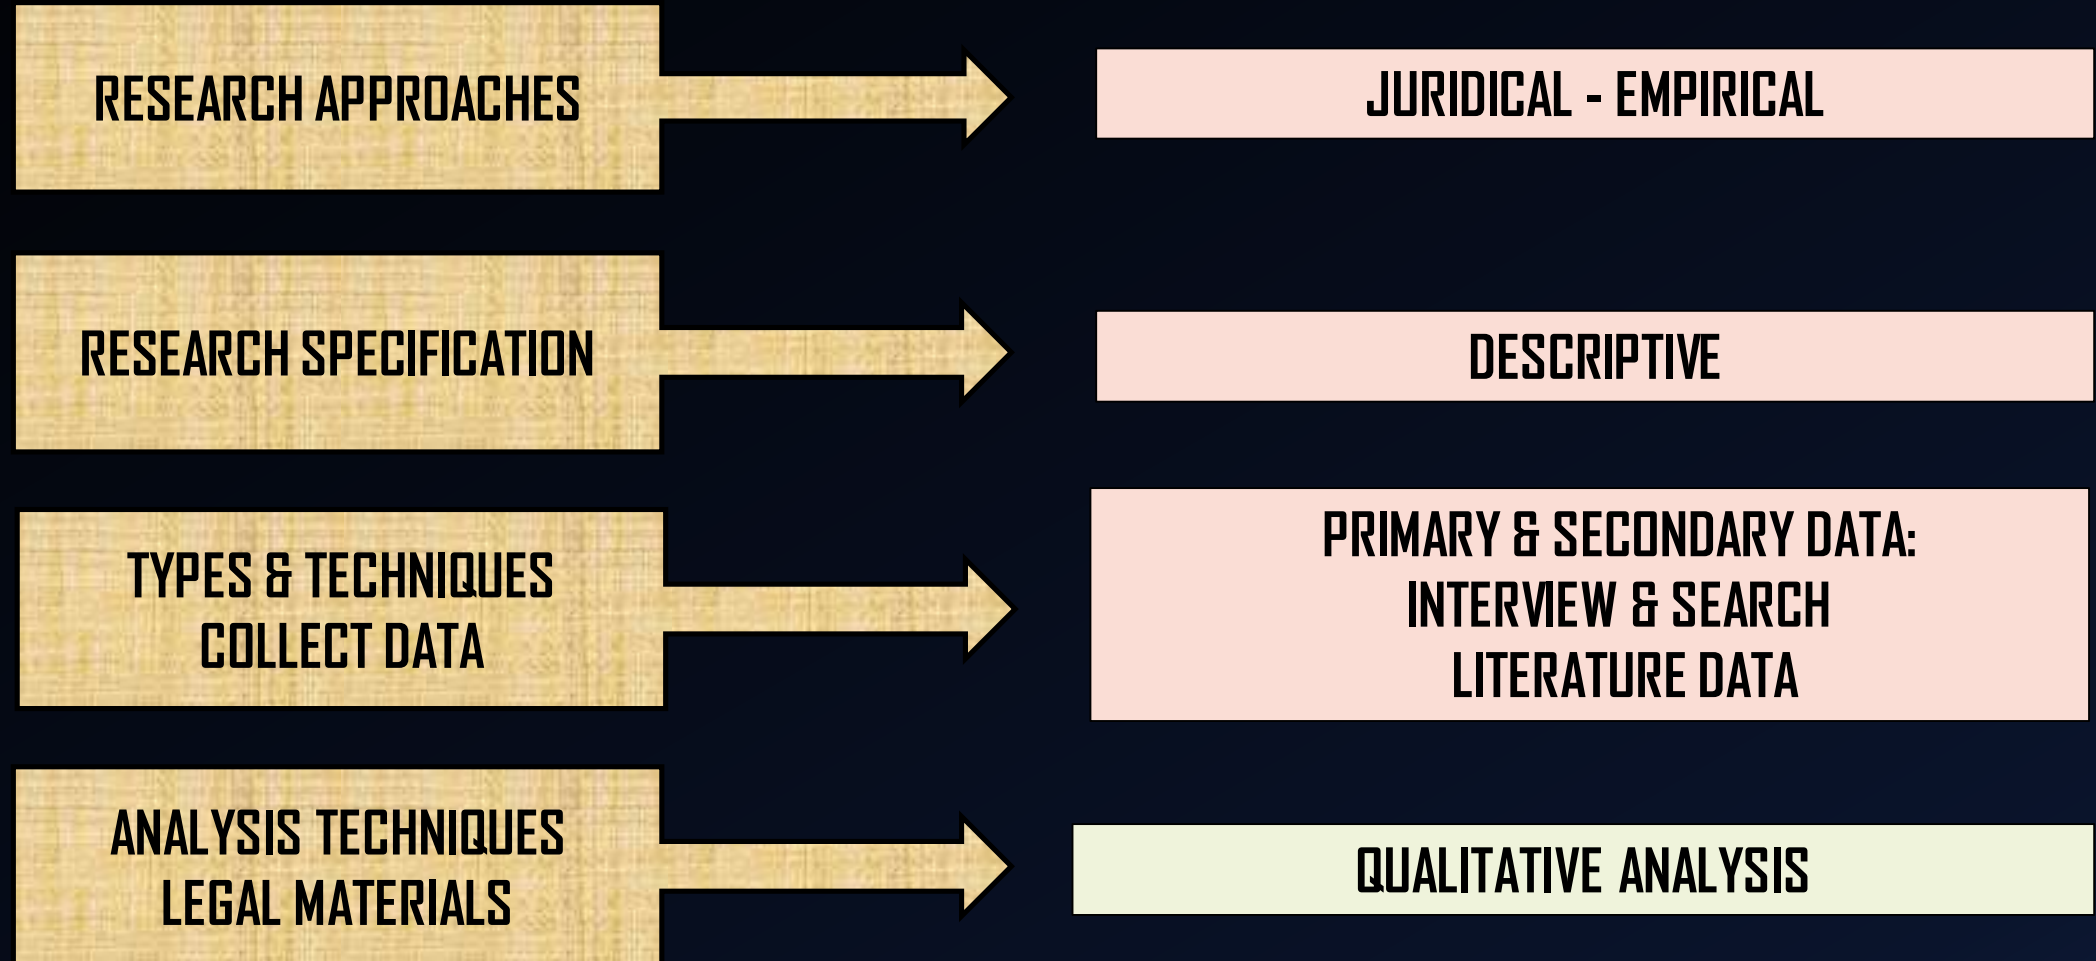 RESEARCH APPROACHES
JURIDICAL - EMPIRICAL
RESEARCH SPECIFICATION
DESCRIPTIVE
TYPES & TECHNIQUES
COLLECT DATA
PRIMARY & SECONDARY DATA:
INTERVIEW & SEARCH
LITERATURE DATA
ANALYSIS TECHNIQUES
LEGAL MATERIALS
QUALITATIVE ANALYSIS